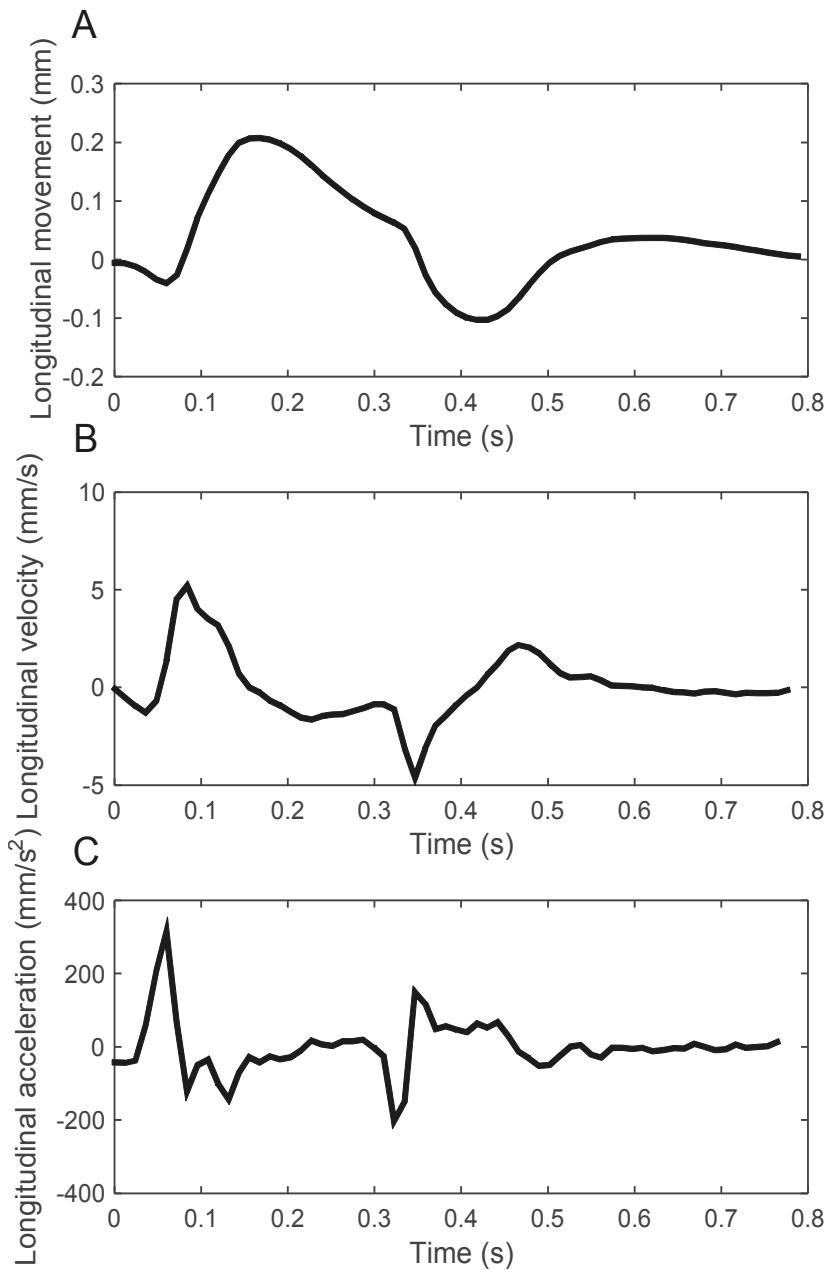 A
Longitudinal movement (mm)
0.3
0.2
0.1
0
-0.1
-0.2
0 0.1 0.2 0.3 0.4 0.5 0.6 0.7 0.8
Time (s)
B
Longitudinal velocity (mm/s)
10
5
0
-5
0 0.1 0.2 0.3 0.4 0.5 0.6 0.7 0.8
Time (s)
C
Longitudinal acceleration (mm/s²)
400
200
0
-200
-400
0 0.1 0.2 0.3 0.4 0.5 0.6 0.7 0.8
Time (s)